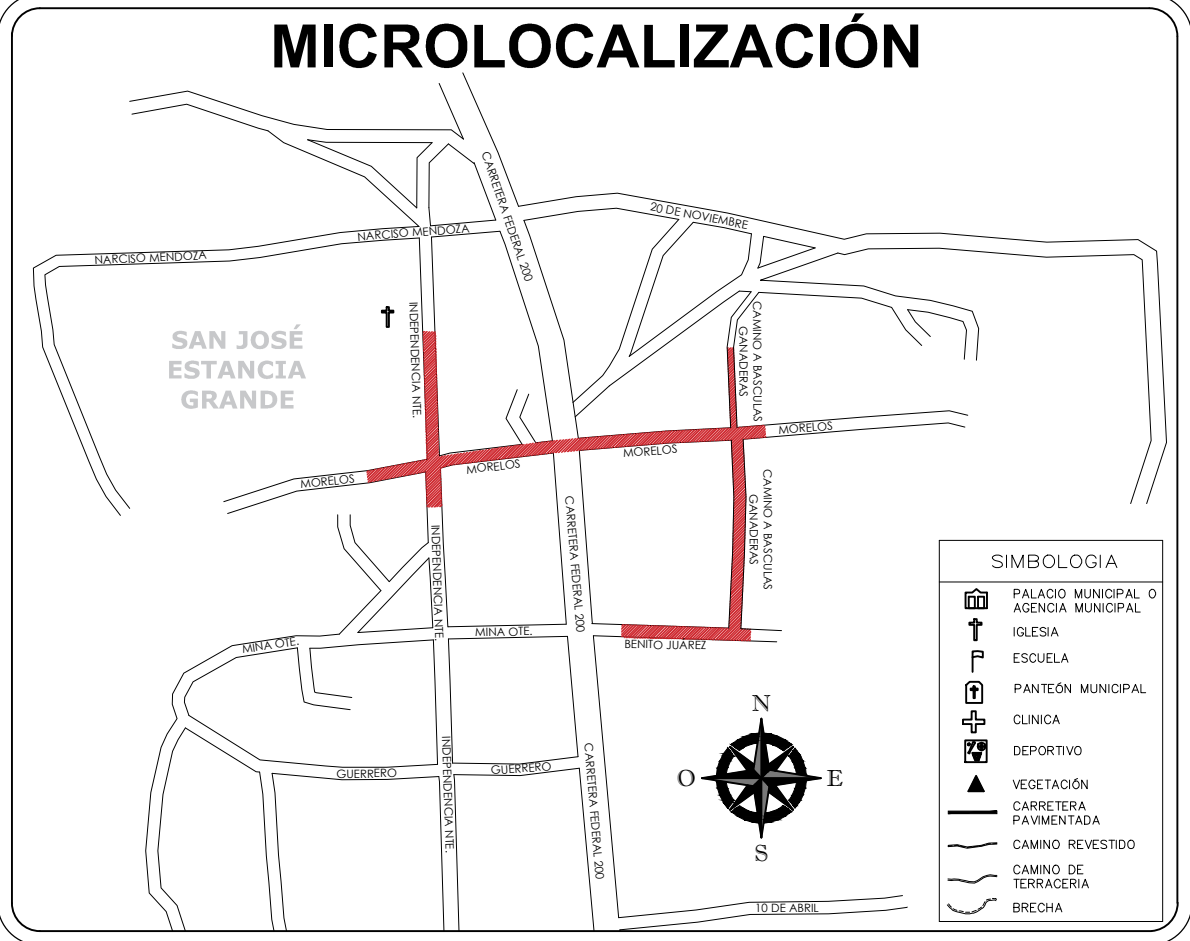 MICROLOCALIZACIÓN
CARRETERA FEDERAL 200
20 DE NOVIEMBRE
NARCISO MENDOZA
NARCISO MENDOZA
INDEPENDENCIA NTE.
CAMINO A BASCULAS
GANADERAS
SAN JOSÉ
ESTANCIA
GRANDE
MORELOS
MORELOS
MORELOS
MORELOS
CAMINO A BASCULAS
GANADERAS
CARRETERA FEDERAL 200
INDEPENDENCIA NTE.
MINA OTE.
MINA OTE.
BENITO JUAREZ
GUERRERO
GUERRERO
INDEPENDENCIA NTE.
CARRETERA FEDERAL 200
10 DE ABRIL
N
O
E
S
SIMBOLOGIA
PALACIO MUNICIPAL O
AGENCIA MUNICIPAL
IGLESIA
ESCUELA
PANTEÓN MUNICIPAL
CLINICA
DEPORTIVO
VEGETACIÓN
CARRETERA
PAVIMENTADA
CAMINO REVESTIDO
CAMINO DE
TERRACERIA
BRECHA